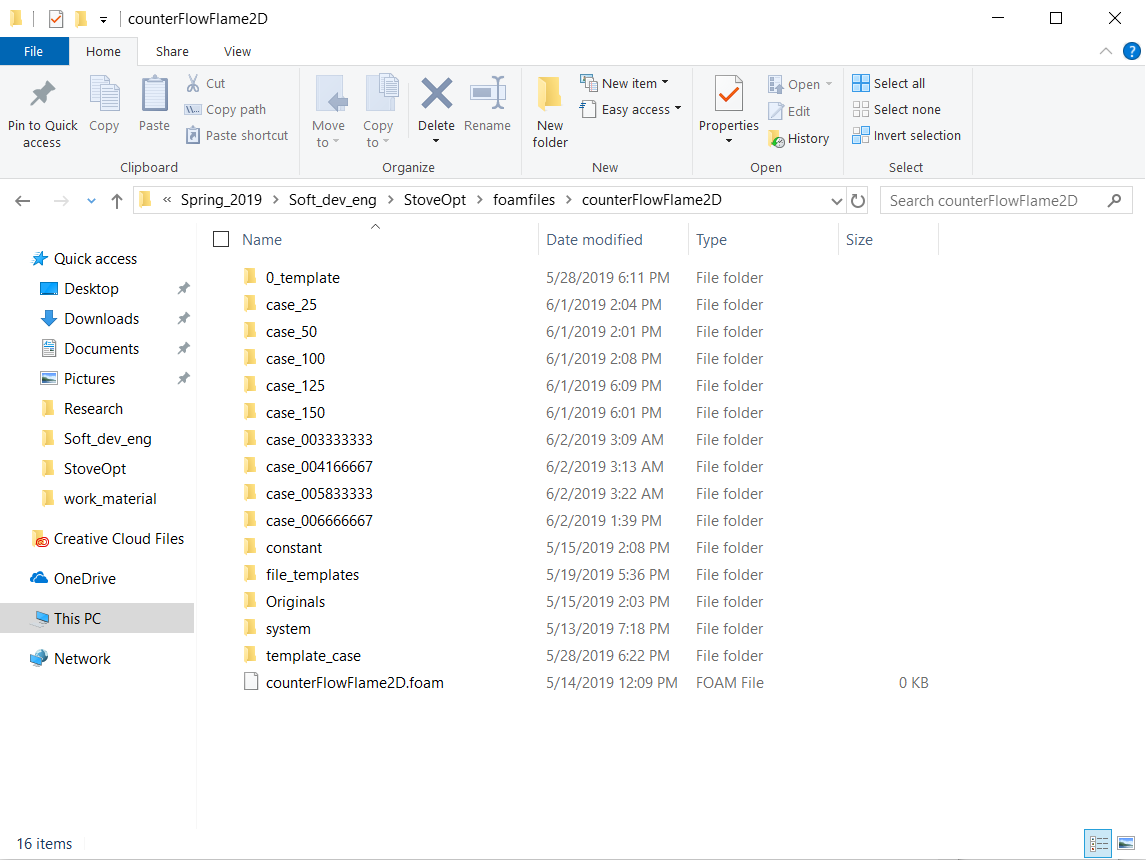 counterFlowFlame2D
File Home Share View
Pin to Quick access
Copy
Paste
Cut
Copy path
Paste shortcut
Clipboard
Move to
Copy to
Delete
Rename
Organize
New folder
New item
Easy access
New
Properties
Open
Edit
History
Open
Select all
Select none
Invert selection
Select
« Spring_2019 > Soft_dev_eng > StoveOpt > foamfiles > counterFlowFlame2D
Search counterFlowFlame2D
Quick access
Desktop
Downloads
Documents
Pictures
Research
Soft_dev_eng
StoveOpt
work_material
Creative Cloud Files
OneDrive
This PC
Network
Name Date modified Type Size
0_template 5/28/2019 6:11 PM File folder
case_25 6/1/2019 2:04 PM File folder
case_50 6/1/2019 2:01 PM File folder
case_100 6/1/2019 2:08 PM File folder
case_125 6/1/2019 6:09 PM File folder
case_150 6/1/2019 6:01 PM File folder
case_003333333 6/2/2019 3:09 AM File folder
case_004166667 6/2/2019 3:13 AM File folder
case_005833333 6/2/2019 3:22 AM File folder
case_006666667 6/2/2019 1:39 PM File folder
constant 5/15/2019 2:08 PM File folder
file_templates 5/19/2019 5:36 PM File folder
Originals 5/15/2019 2:03 PM File folder
system 5/13/2019 7:18 PM File folder
template_case 5/28/2019 6:22 PM File folder
counterFlowFlame2D.foam 5/14/2019 12:09 PM FOAM File 0 KB
16 items